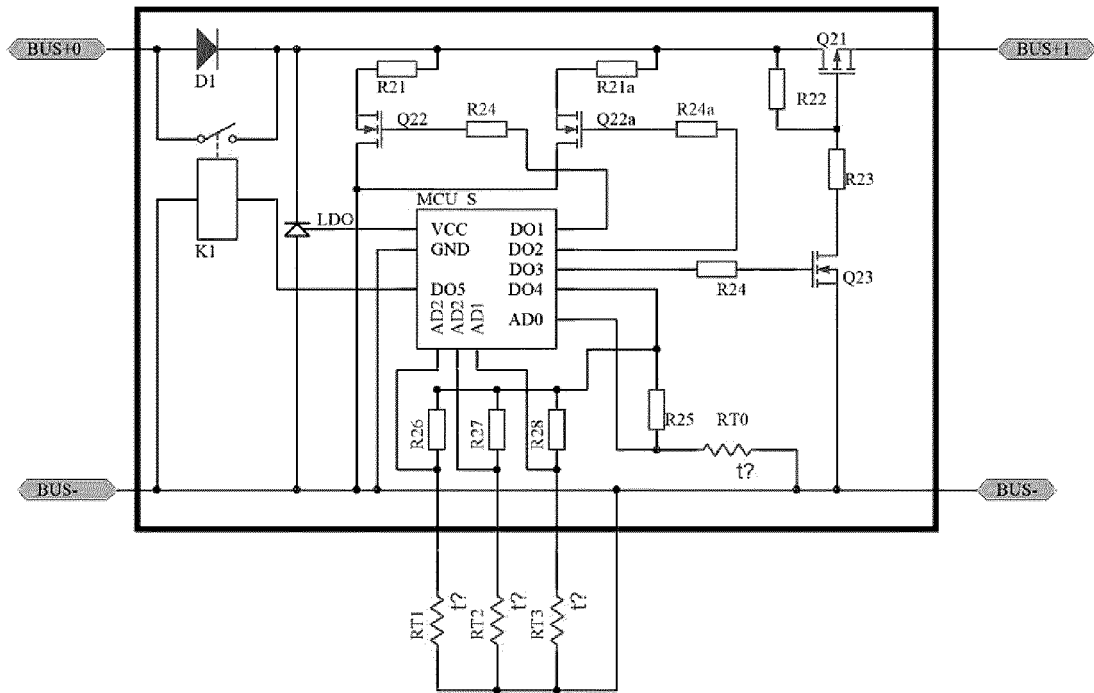 BUS+0
D1
K1
R21
Q22
R24
R21a
Q22a
R24a
Q21
BUS+1
R22
R23
Q23
LDO
MCU S
VCC
GND
DO5
DO1
DO2
DO3
DO4
AD0
AD2
AD2
AD1
R24
R26
R27
R28
R25
RT0
t?
BUS-
BUS-
RT1
t?
RT2
t?
RT3
t?